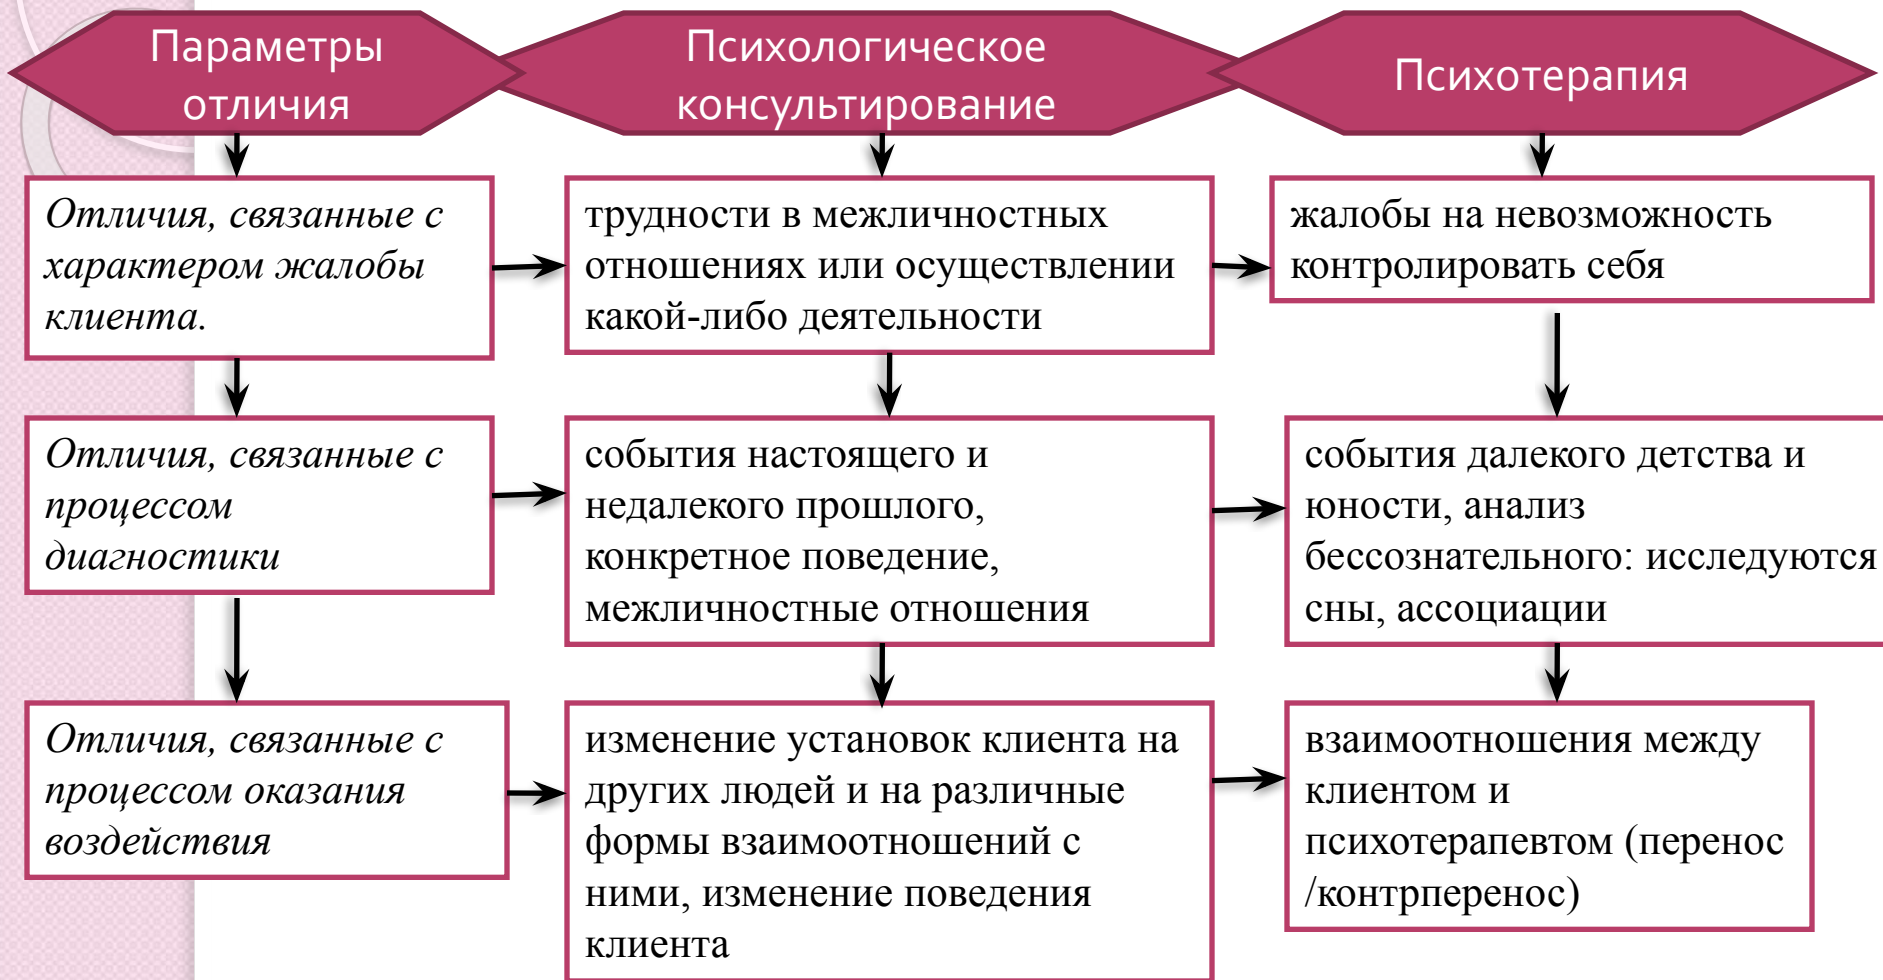 Параметры
отличия
Психологическое
консультирование
Психотерапия
Отличия, связанные с
характером жалобы
клиента.
трудности в межличностных
отношениях или осуществлении
какой-либо деятельности
жалобы на невозможность
контролировать себя
Отличия, связанные с
процессом
диагностики
события настоящего и
недалекого прошлого,
конкретное поведение,
межличностные отношения
события далекого детства и
юности, анализ
бессознательного: исследуются
сны, ассоциации
Отличия, связанные с
процессом оказания
воздействия
изменение установок клиента на
других людей и на различные
формы взаимоотношений с
ними, изменение поведения
клиента
взаимоотношения между
клиентом и
психотерапевтом (перенос
/контрперенос)